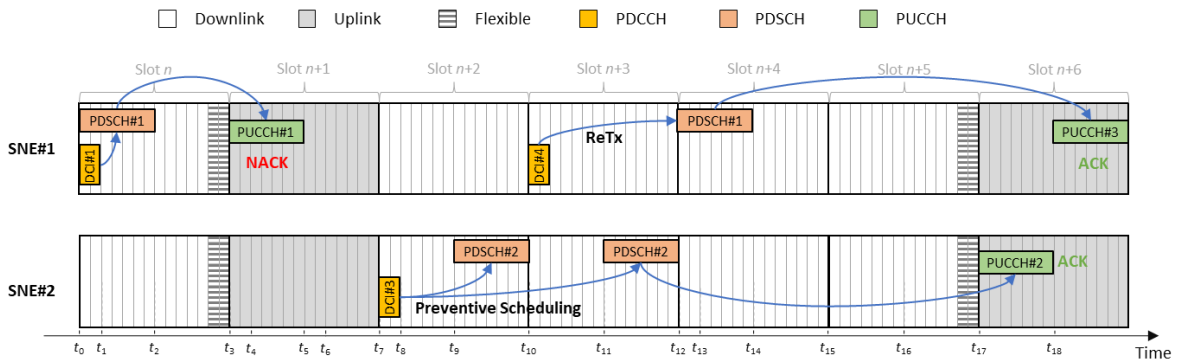 Downlink Uplink Flexible PDCCH PDSCH PUCCH
Slot n Slot n+1 Slot n+2 Slot n+3 Slot n+4 Slot n+5 Slot n+6
SNE#1
PDSCH#1
DCI#1
PUCCH#1
NACK
DCI#4
ReTx
PDSCH#1
PUCCH#3
ACK
SNE#2
DCI#3
PDSCH#2
PDSCH#2
Preventive Scheduling
PUCCH#2
ACK
t0 t1 t2 t3 t4 t5 t6 t7 t8 t9 t10 t11 t12 t13 t14 t15 t16 t17 t18 Time